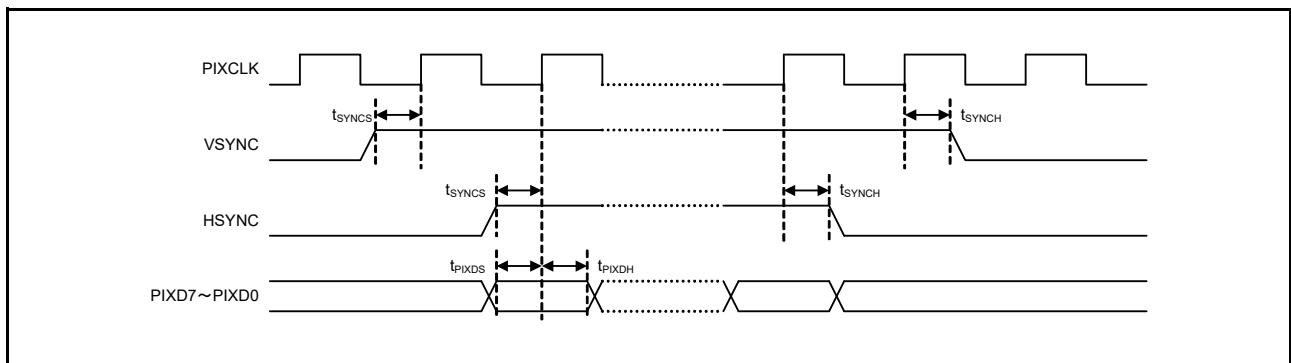 PIXCLK
tSYNCS tSYNCH
VSYNC
tSYNCS tSYNCH
HSYNC
tPIXDS tPIXDH
PIXD7～PIXD0